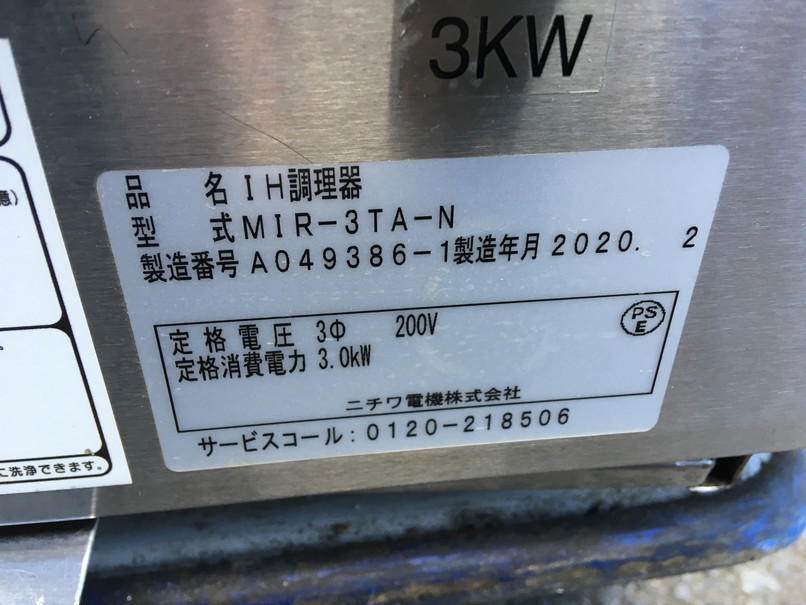 3KW
品 名 IH調理器
型 式 MIR-3TA-N
製造番号 A049386-1 製造年月 2020. 2
定格電圧 3Φ 200V
PS
E
定格消費電力 3.0kW
ニチワ電機株式会社
サービスコール:0120-218506
に洗浄できます。